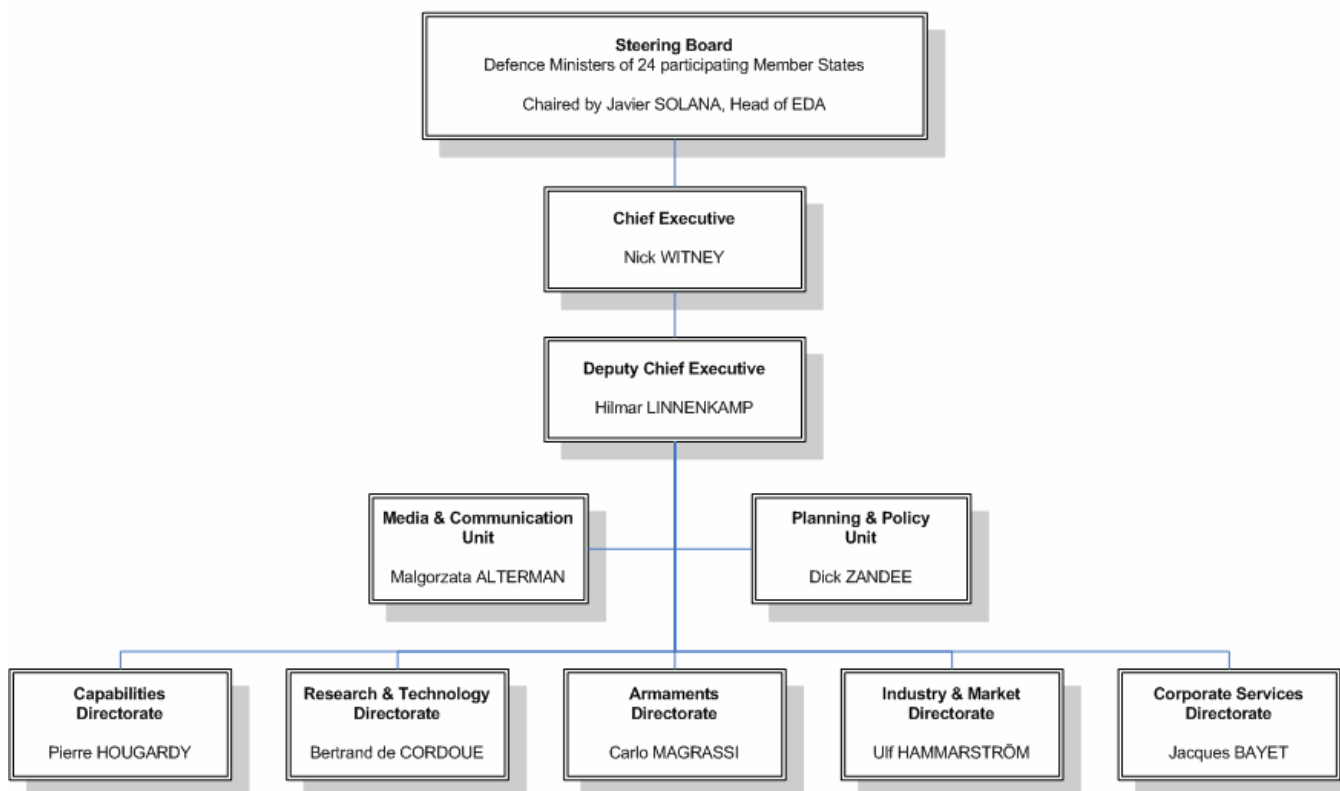 Steering Board
Defence Ministers of 24 participating Member States
Chaired by Javier SOLANA, Head of EDA
Chief Executive
Nick WITNEY
Deputy Chief Executive
Hilmar LINNENKAMP
Media & Communication
Unit
Malgorzata ALTERMAN
Planning & Policy
Unit
Dick ZANDEE
Capabilities
Directorate
Pierre HOUGARDY
Research & Technology
Directorate
Bertrand de CORDOUE
Armaments
Directorate
Carlo MAGRASSI
Industry & Market
Directorate
Ulf HAMMARSTRÖM
Corporate Services
Directorate
Jacques BAYET